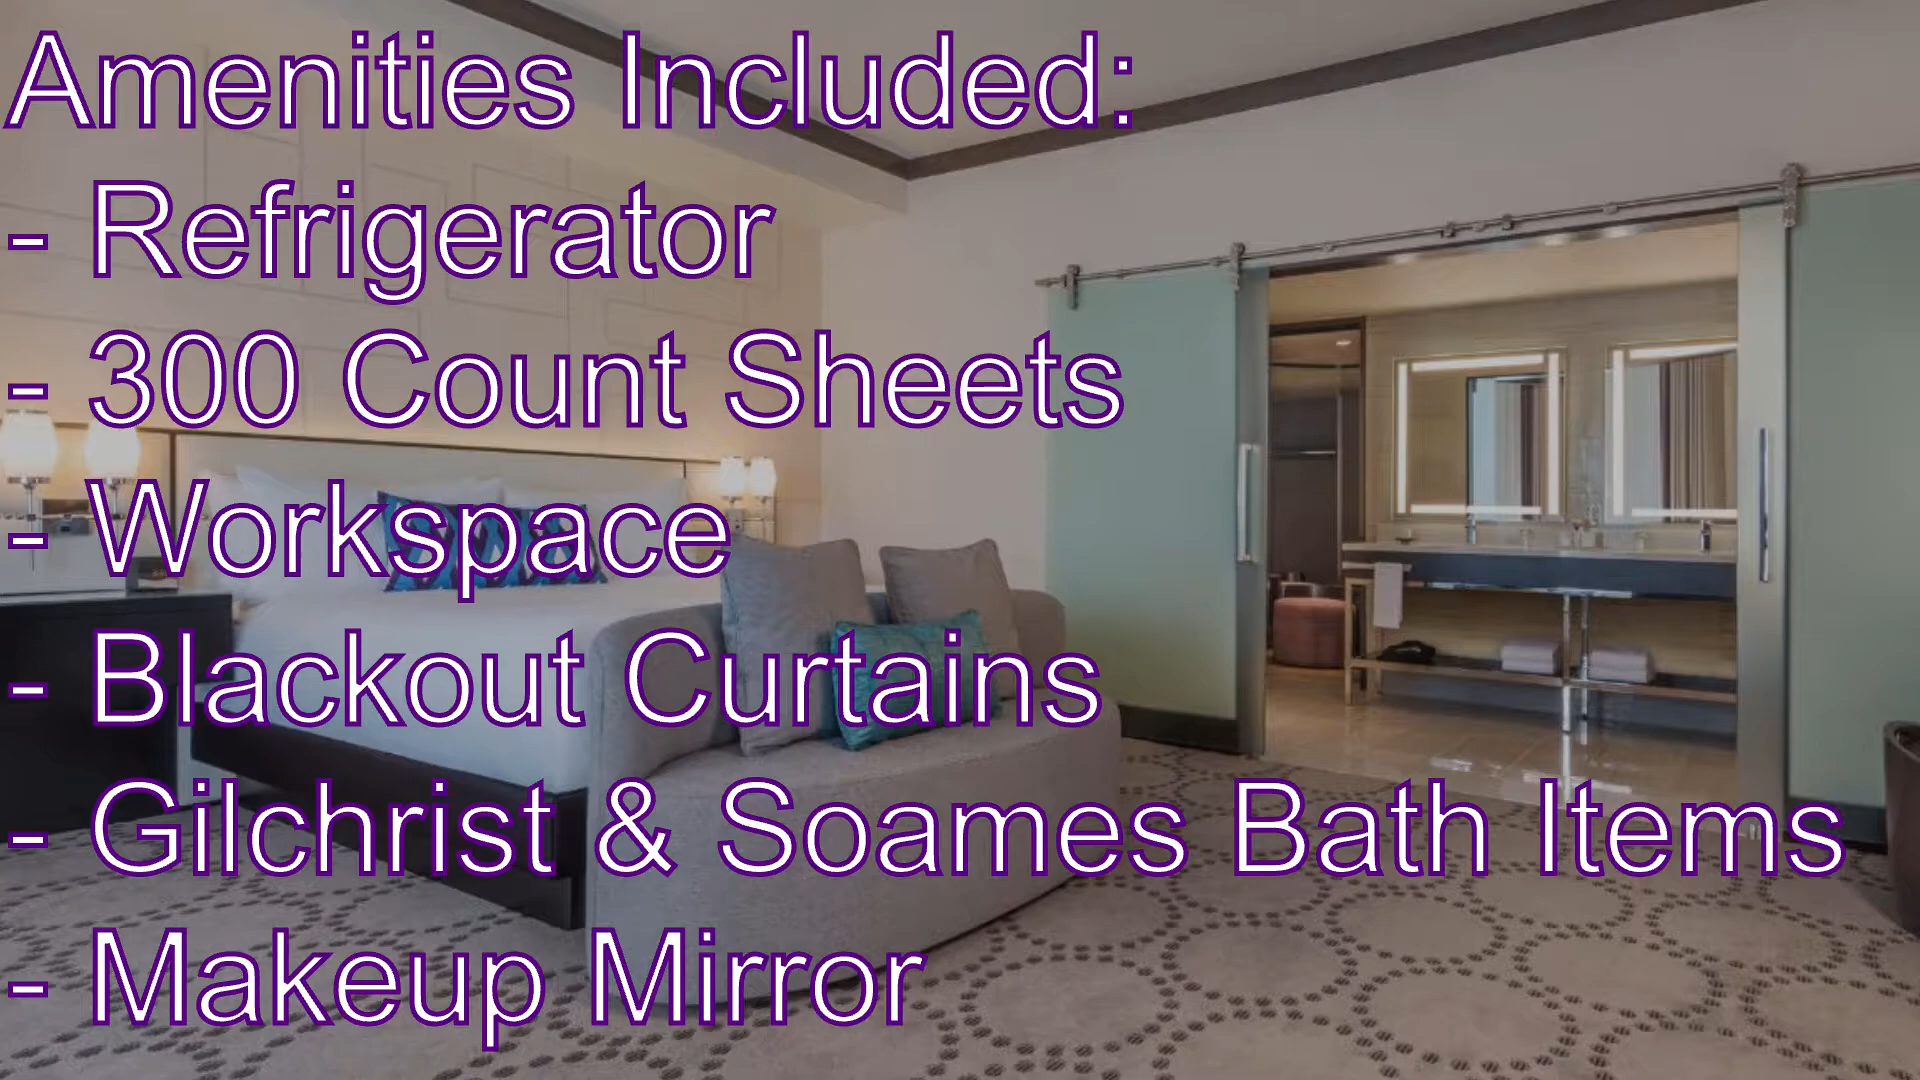 Amenities Included:
- Refrigerator
- 300 Count Sheets
- Workspace
- Blackout Curtains
- Gilchrist & Soames Bath Items
- Makeup Mirror